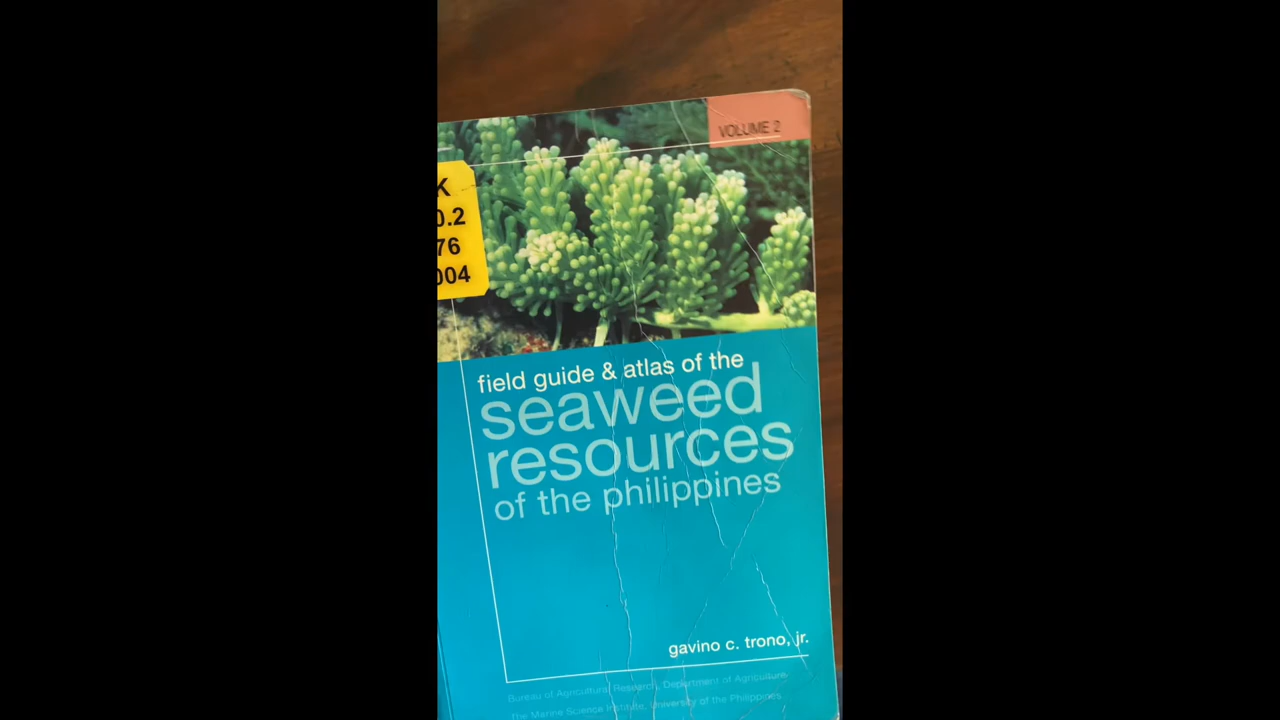 VOLUME 2
K
0.2
76
004
field guide & atlas of the
seaweed
resources
of the philippines
gavino c. trono, jr.
Bureau of Agricultural Research, Department of Agriculture
The Marine Science Institute, University of the Philippines